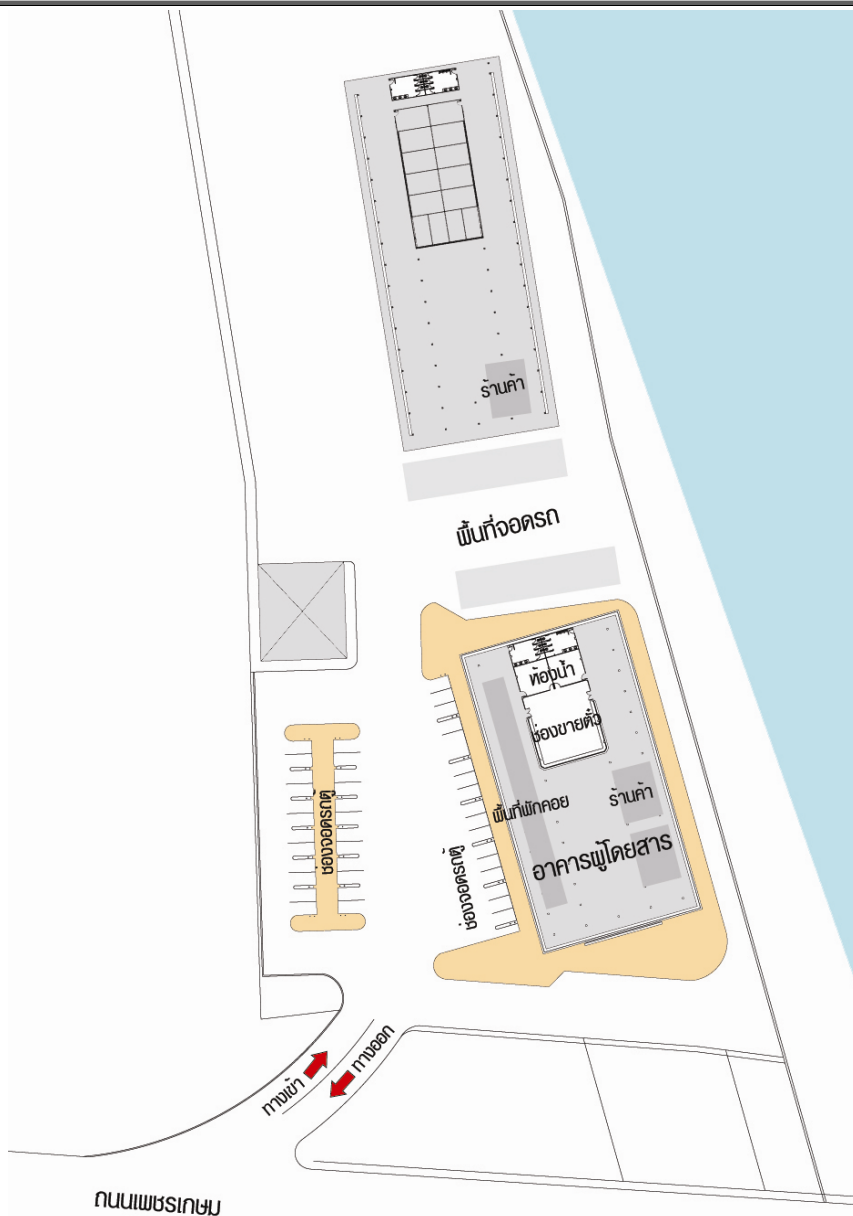 ร้านค้า
พื้นที่จอดรถ
ห้องน้ำ
ช่องขายตั๋ว
พื้นที่พักคอย
ร้านค้า
อาคารผู้โดยสาร
ช่องจอดรถตู้
ช่องจอดรถตู้
ทางเข้า
ทางออก
ถนนเพชรเกษม